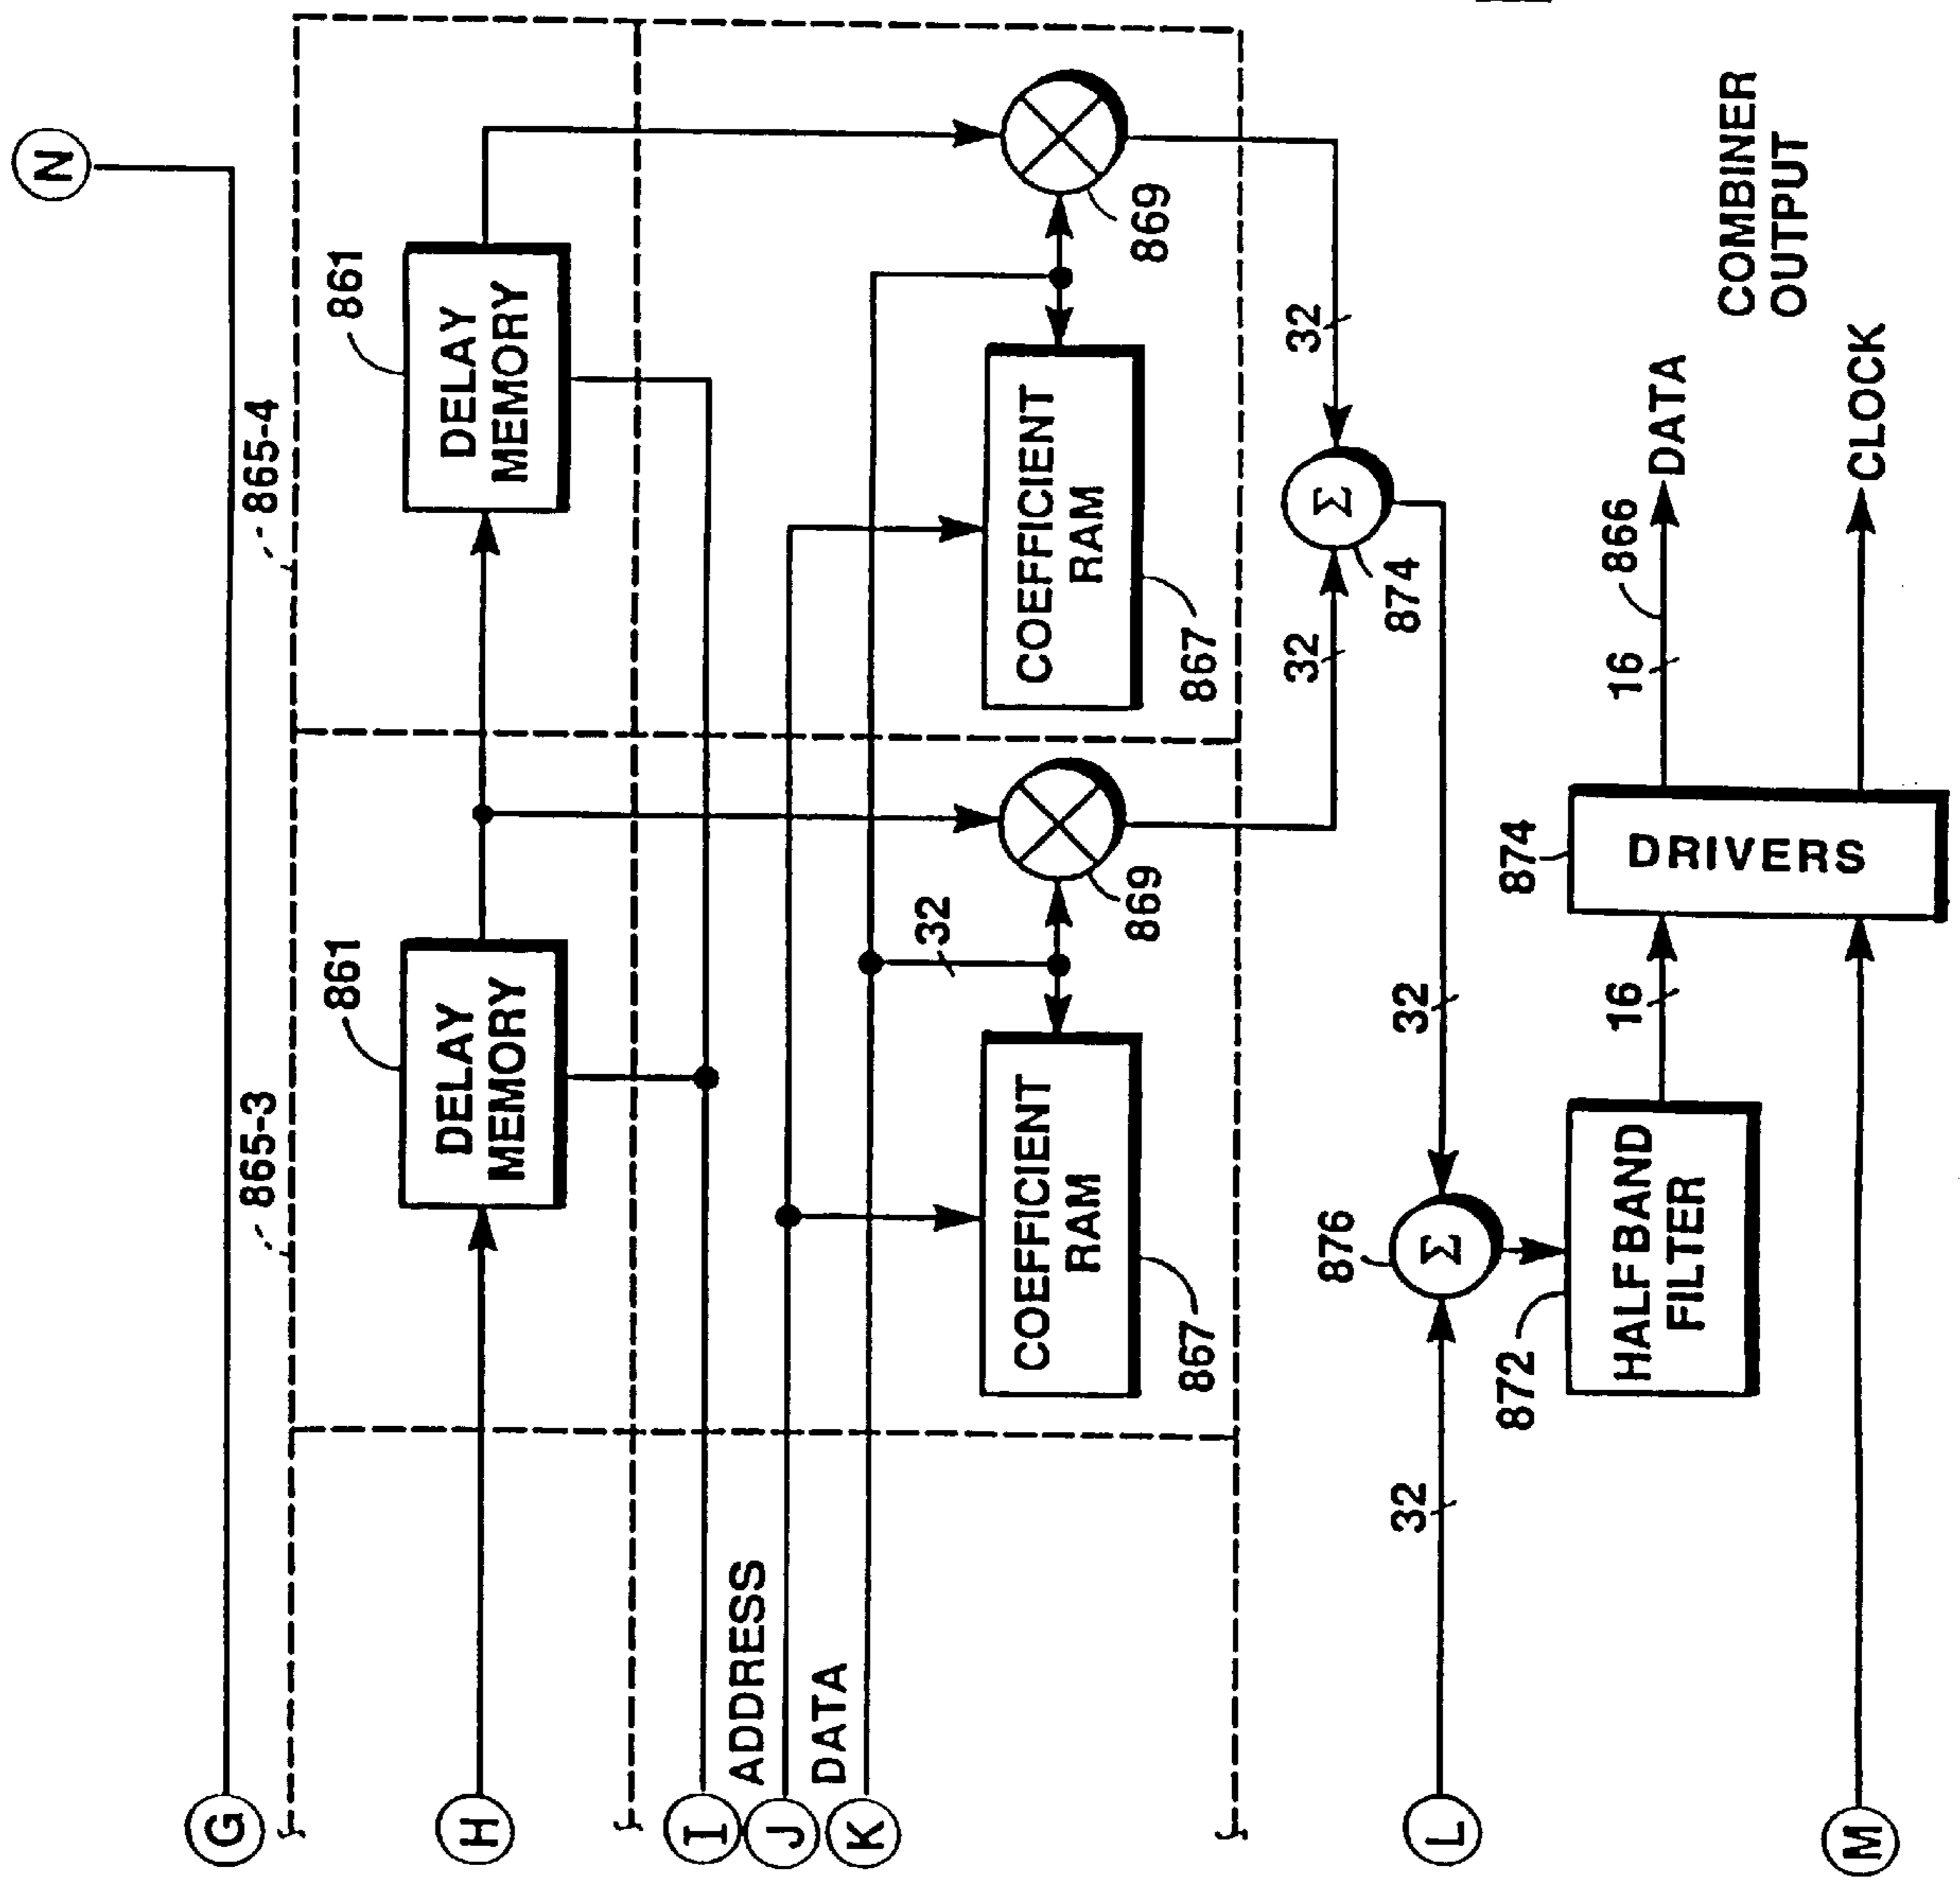 N
G
865-3
865-4
861
861
DELAY
MEMORY
DELAY
MEMORY
H
I
ADDRESS
J
DATA
K
32
869
869
COEFFICIENT
RAM
COEFFICIENT
RAM
867
867
32
32
Σ
874
32
32
L
876
Σ
872
HALFBAND
FILTER
16
874
DRIVERS
16
866
DATA
CLOCK
COMBINER
OUTPUT
M